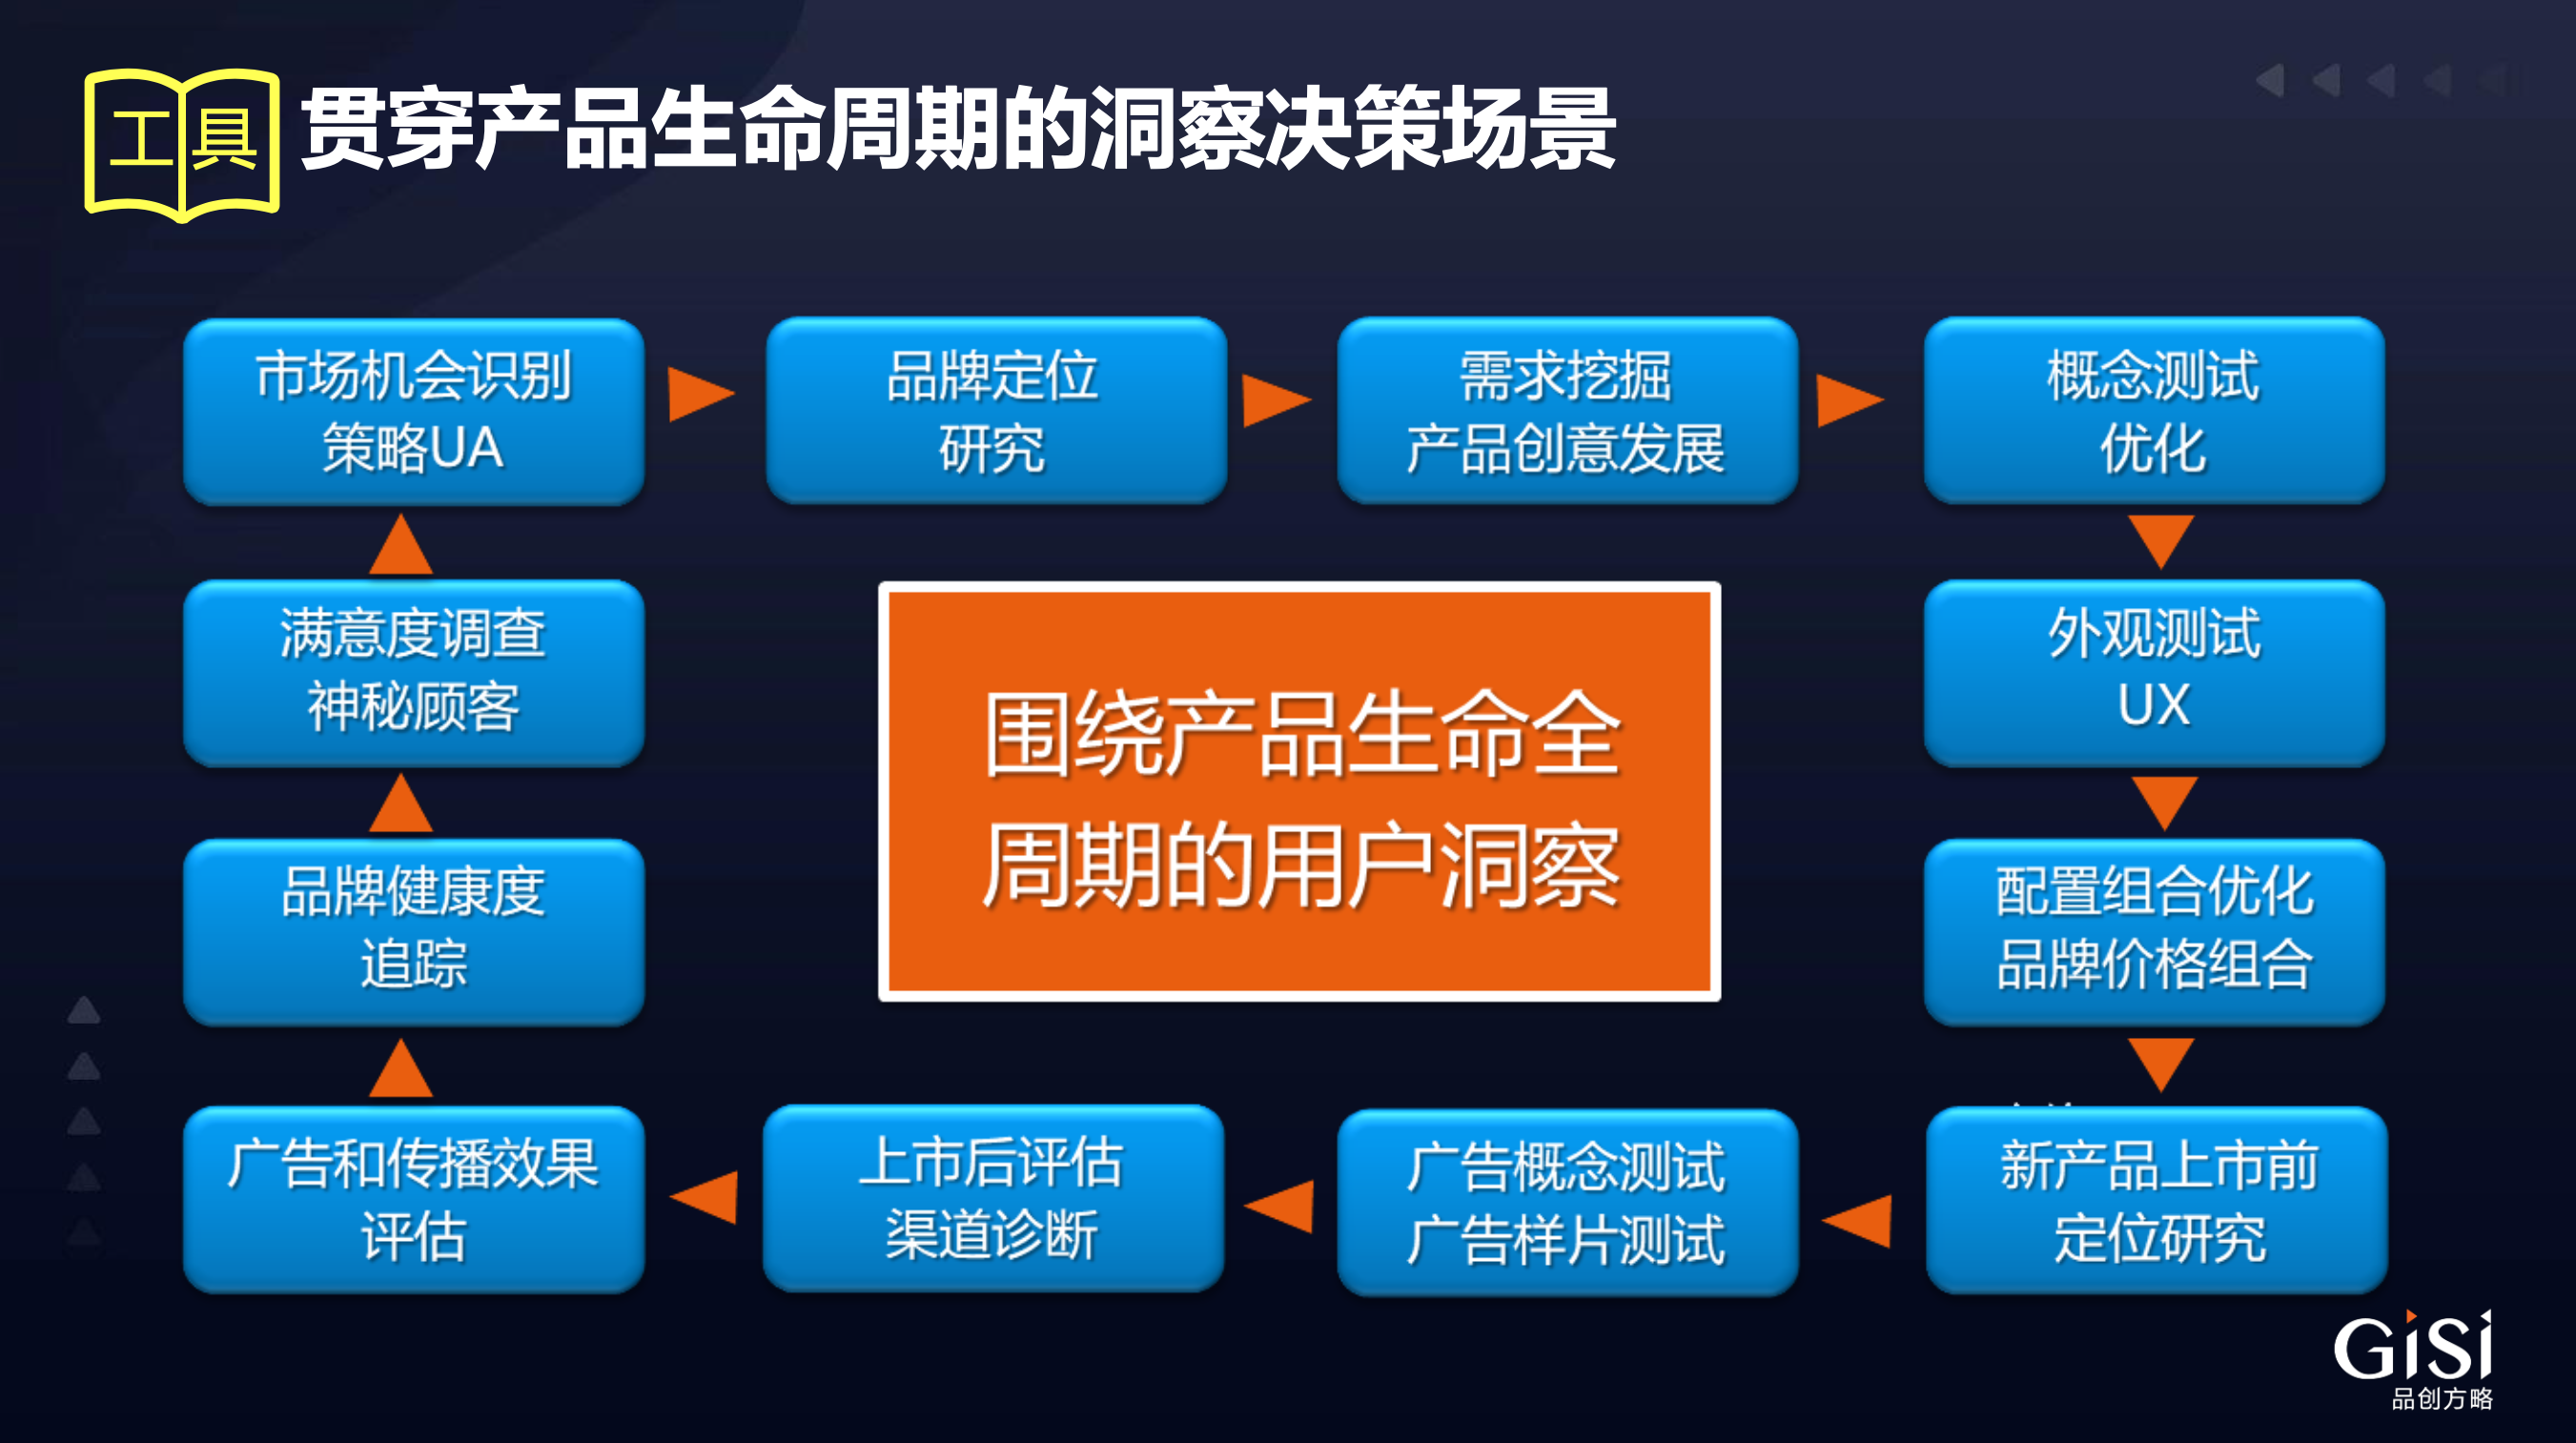 工具
贯穿产品生命周期的洞察决策场景
市场机会识别
策略UA
品牌定位
研究
需求挖掘
产品创意发展
概念测试
优化
满意度调查
神秘顾客
围绕产品生命全
周期的用户洞察
外观测试
UX
品牌健康度
追踪
配置组合优化
品牌价格组合
广告和传播效果
评估
上市后评估
渠道诊断
广告概念测试
广告样片测试
新产品上市前
定位研究
GiSi
品创方略